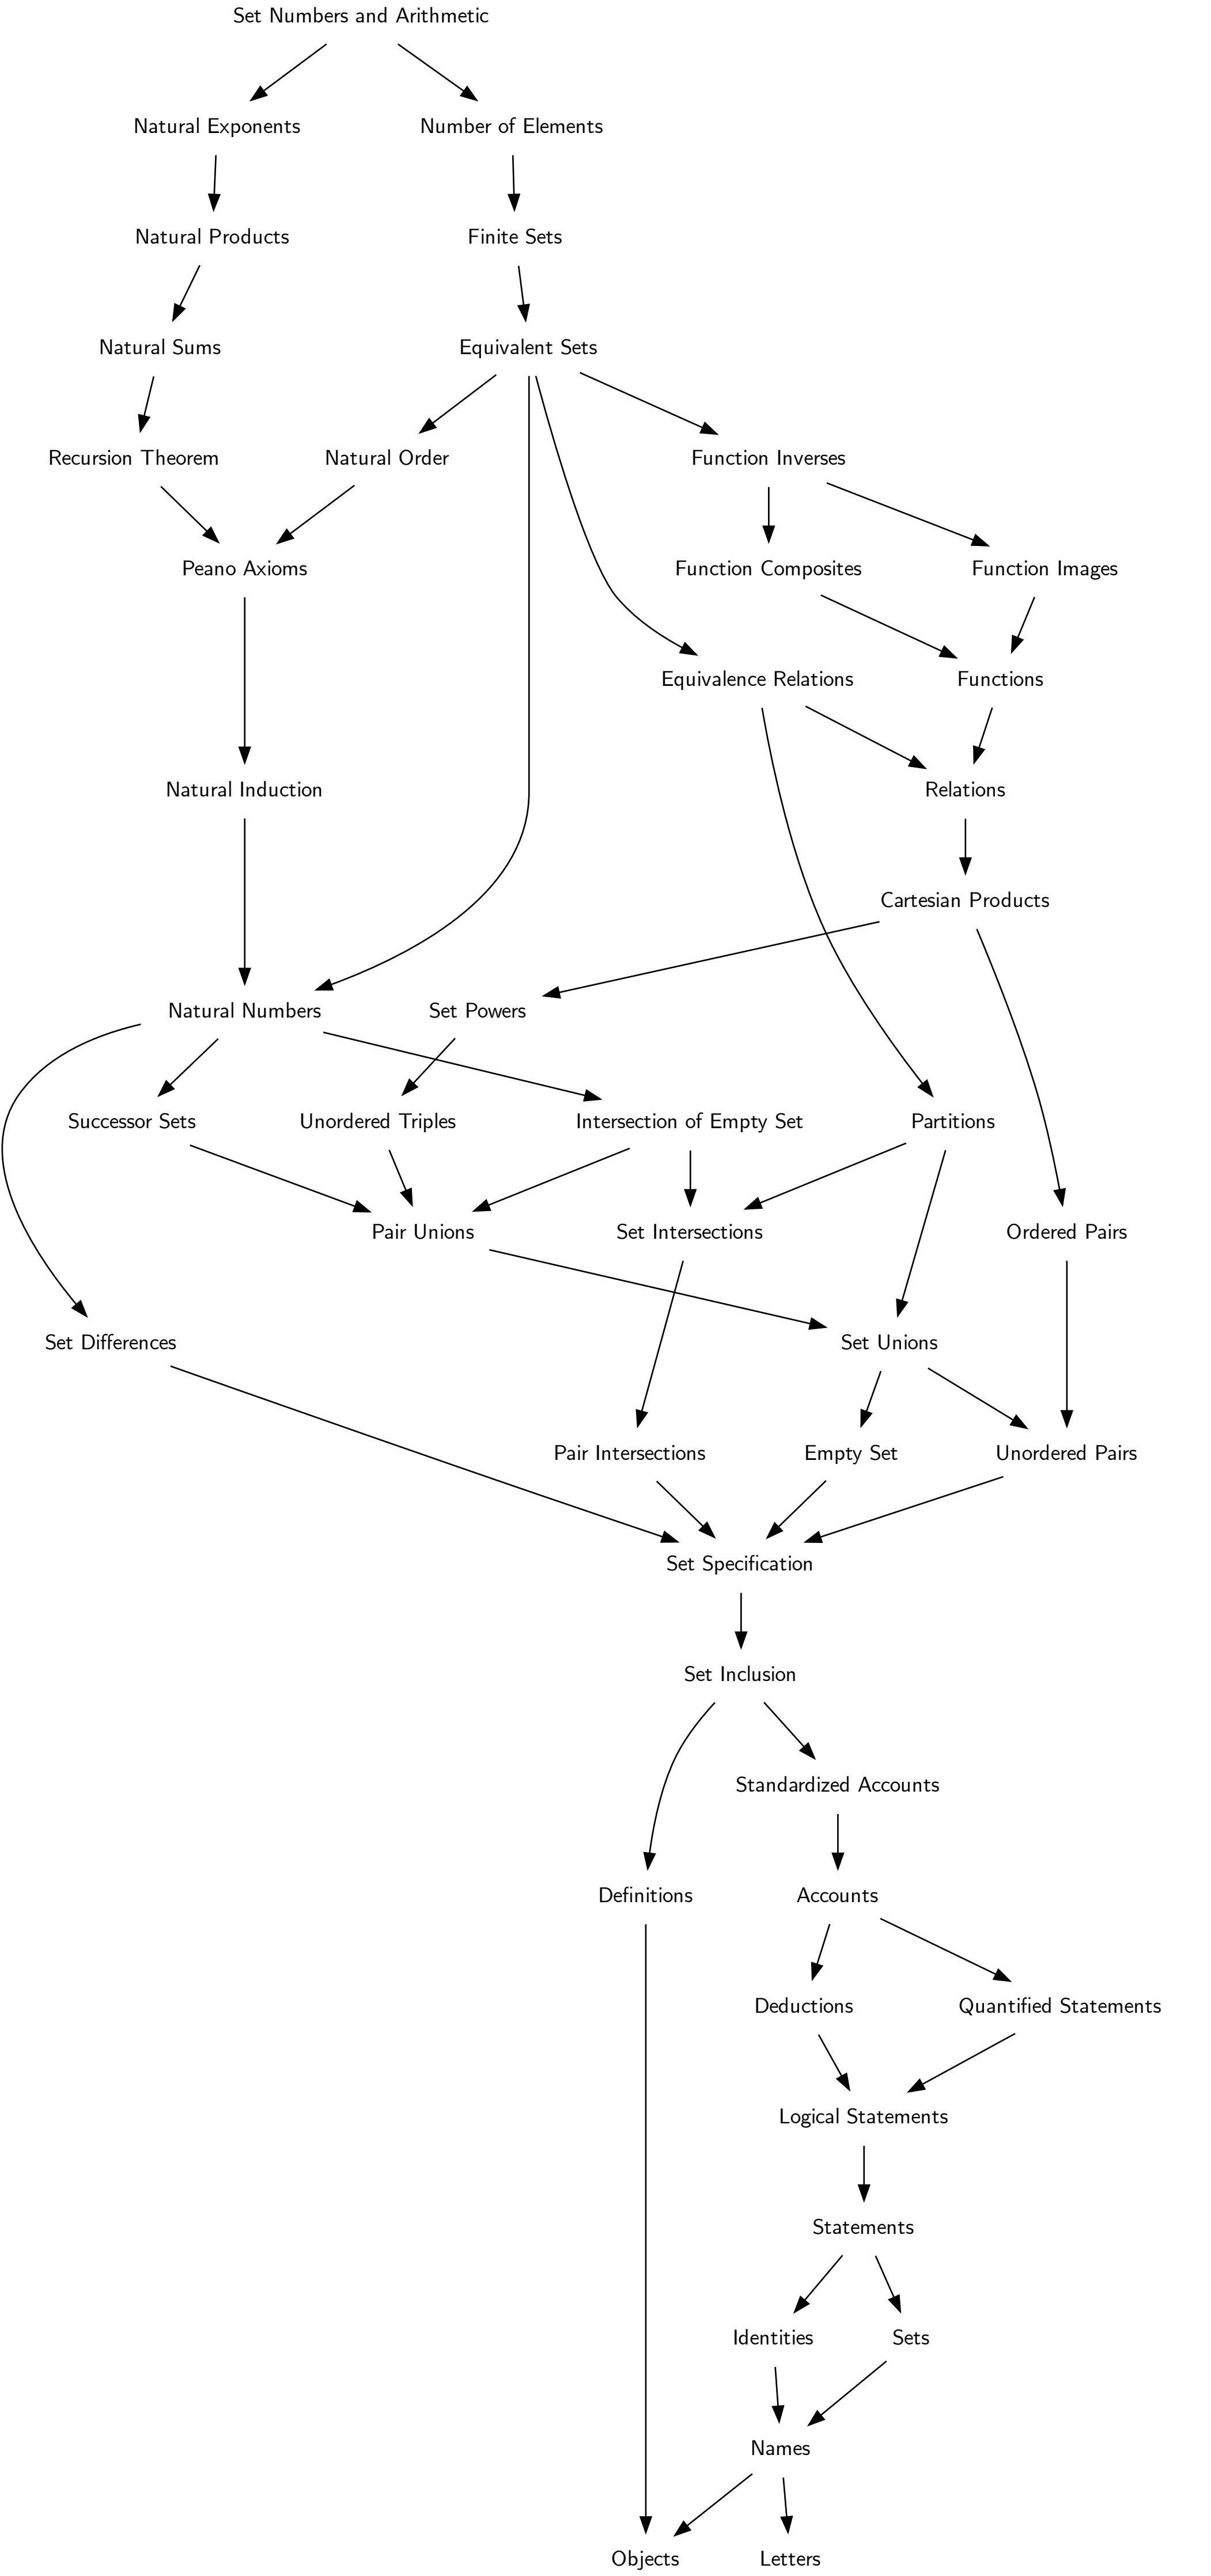 Set Numbers and Arithmetic
Natural Exponents
Number of Elements
Natural Products
Finite Sets
Natural Sums
Equivalent Sets
Recursion Theorem
Natural Order
Function Inverses
Peano Axioms
Function Composites
Function Images
Equivalence Relations
Functions
Natural Induction
Relations
Cartesian Products
Natural Numbers
Set Powers
Successor Sets
Unordered Triples
Intersection of Empty Set
Partitions
Pair Unions
Set Intersections
Ordered Pairs
Set Differences
Set Unions
Pair Intersections
Empty Set
Unordered Pairs
Set Specification
Set Inclusion
Standardized Accounts
Definitions
Accounts
Deductions
Quantified Statements
Logical Statements
Statements
Identities
Sets
Names
Objects
Letters